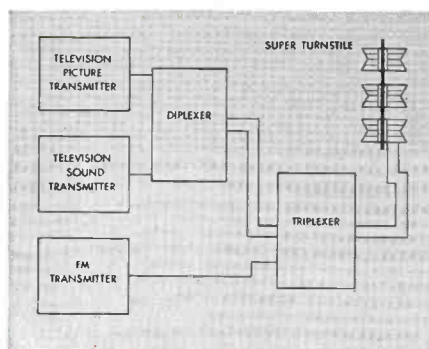 TELEVISION
PICTURE
TRANSMITTER
SUPER TURNSTILE
DIPLEXER
TELEVISION
SOUND
TRANSMITTER
TRIPLEXER
FM
TRANSMITTER